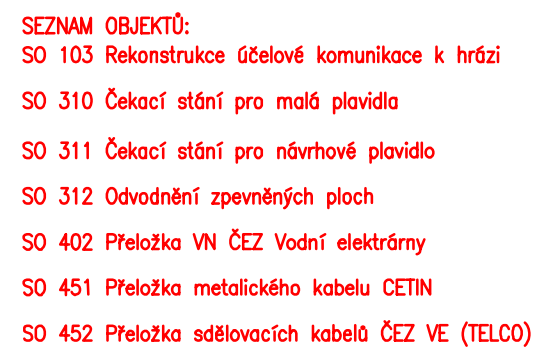 SEZNAM OBJEKTŮ:
SO 103 Rekonstrukce účelové komunikace k hrázi
SO 310 Čekací stání pro malá plavidla
SO 311 Čekací stání pro návrhové plavidlo
SO 312 Odvodnění zpevněných ploch
SO 402 Přeložka VN ČEZ Vodní elektrárny
SO 451 Přeložka metalického kabelu CETIN
SO 452 Přeložka sdělovacích kabelů ČEZ VE (TELCO)